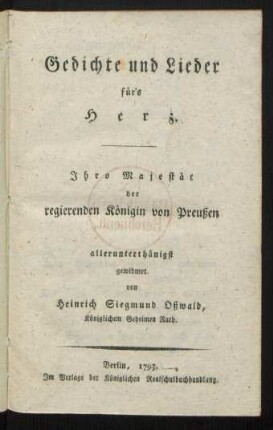 Gedichte und Lieder
für's
Herz.
Ihro Majestät
der
regierenden Königin von Preußen
allerunterthänigst
gewidmet
von
Heinrich Siegmund Oßwald,
Königlichem Geheimen Rath.
Berlin, 1793.
Im Verlage der Königlichen Realschulbuchhandlung.